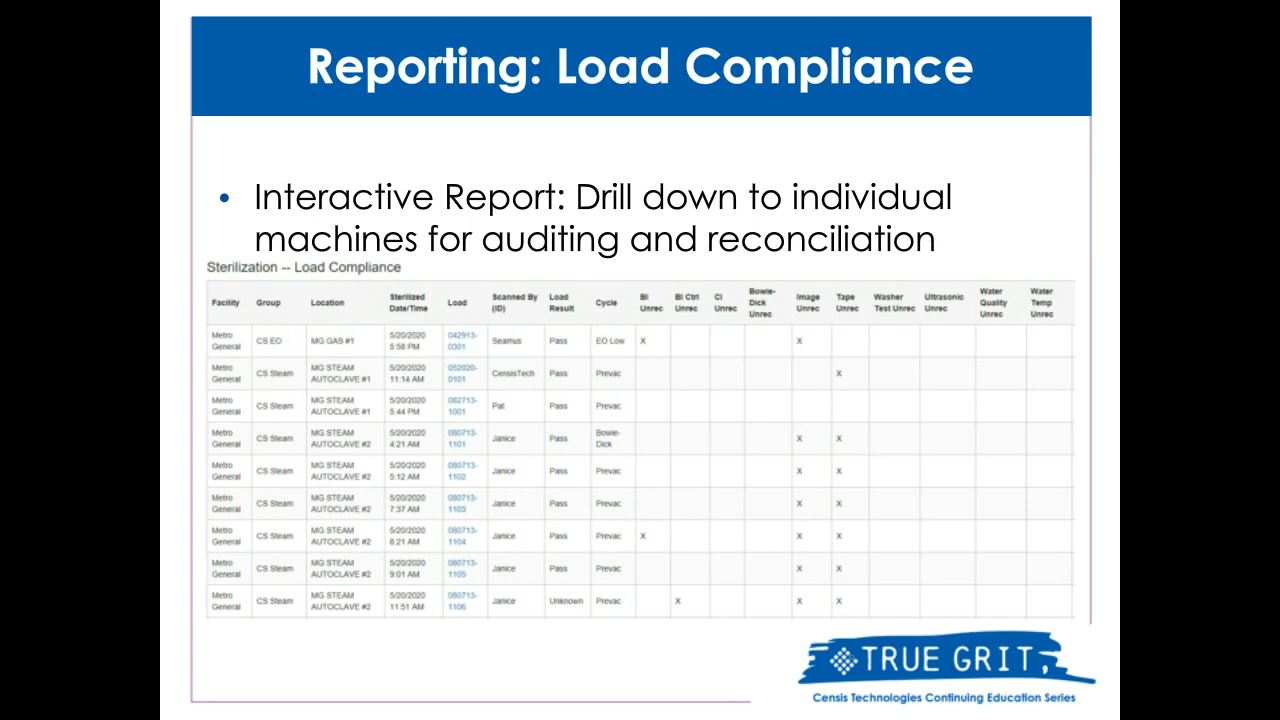 Reporting: Load Compliance
• Interactive Report: Drill down to individual
machines for auditing and reconciliation
Sterilization -- Load Compliance
Facility Group Location Sterilized Date/Time Load Scanned By (ID) Load Result Cycle BI Unrec BI Ctrl Unrec CI Unrec Bowie-Dick Unrec Image Unrec Tape Unrec Washer Test Unrec Ultrasonic Unrec Water Quality Unrec Water Temp Unrec
Metro General CS EO MG GAS #1 5/20/2020 5:58 PM 042913-0301 Seamus Pass EO Low X X
Metro General CS Steam MG STEAM AUTOCLAVE #1 5/20/2020 11:14 AM 052020-0101 CensisTech Pass Prevac X
Metro General CS Steam MG STEAM AUTOCLAVE #1 5/20/2020 5:44 PM 082713-1001 Pat Pass Prevac
Metro General CS Steam MG STEAM AUTOCLAVE #2 5/20/2020 4:21 AM 080713-1101 Janice Pass Bowie-Dick X X
Metro General CS Steam MG STEAM AUTOCLAVE #2 5/20/2020 5:12 AM 080713-1102 Janice Pass Prevac X X
Metro General CS Steam MG STEAM AUTOCLAVE #2 5/20/2020 7:37 AM 080713-1103 Janice Pass Prevac X X
Metro General CS Steam MG STEAM AUTOCLAVE #2 5/20/2020 8:21 AM 080713-1104 Janice Pass Prevac X X X
Metro General CS Steam MG STEAM AUTOCLAVE #2 5/20/2020 9:01 AM 080713-1105 Janice Pass Prevac X X
Metro General CS Steam MG STEAM AUTOCLAVE #2 5/20/2020 11:51 AM 080713-1106 Janice Unknown Prevac X X X
TRUE GRIT
Censis Technologies Continuing Education Series